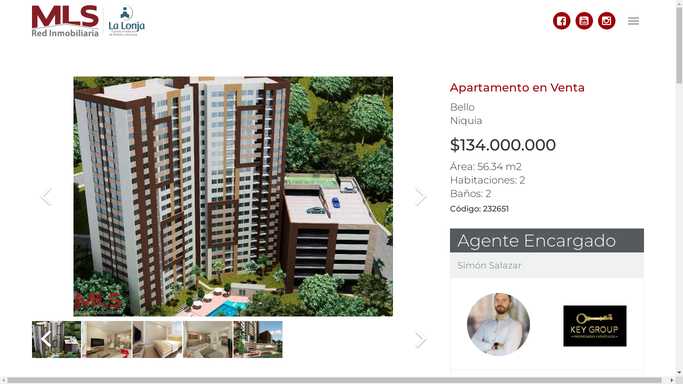 MLS
Red Inmobiliaria
La Lonja
Apartamento en Venta
Bello
Niquia
$134.000.000
Área: 56.34 m2
Habitaciones: 2
Baños: 2
Código: 232651
Agente Encargado
Simón Salazar
KEY GROUP
MLS